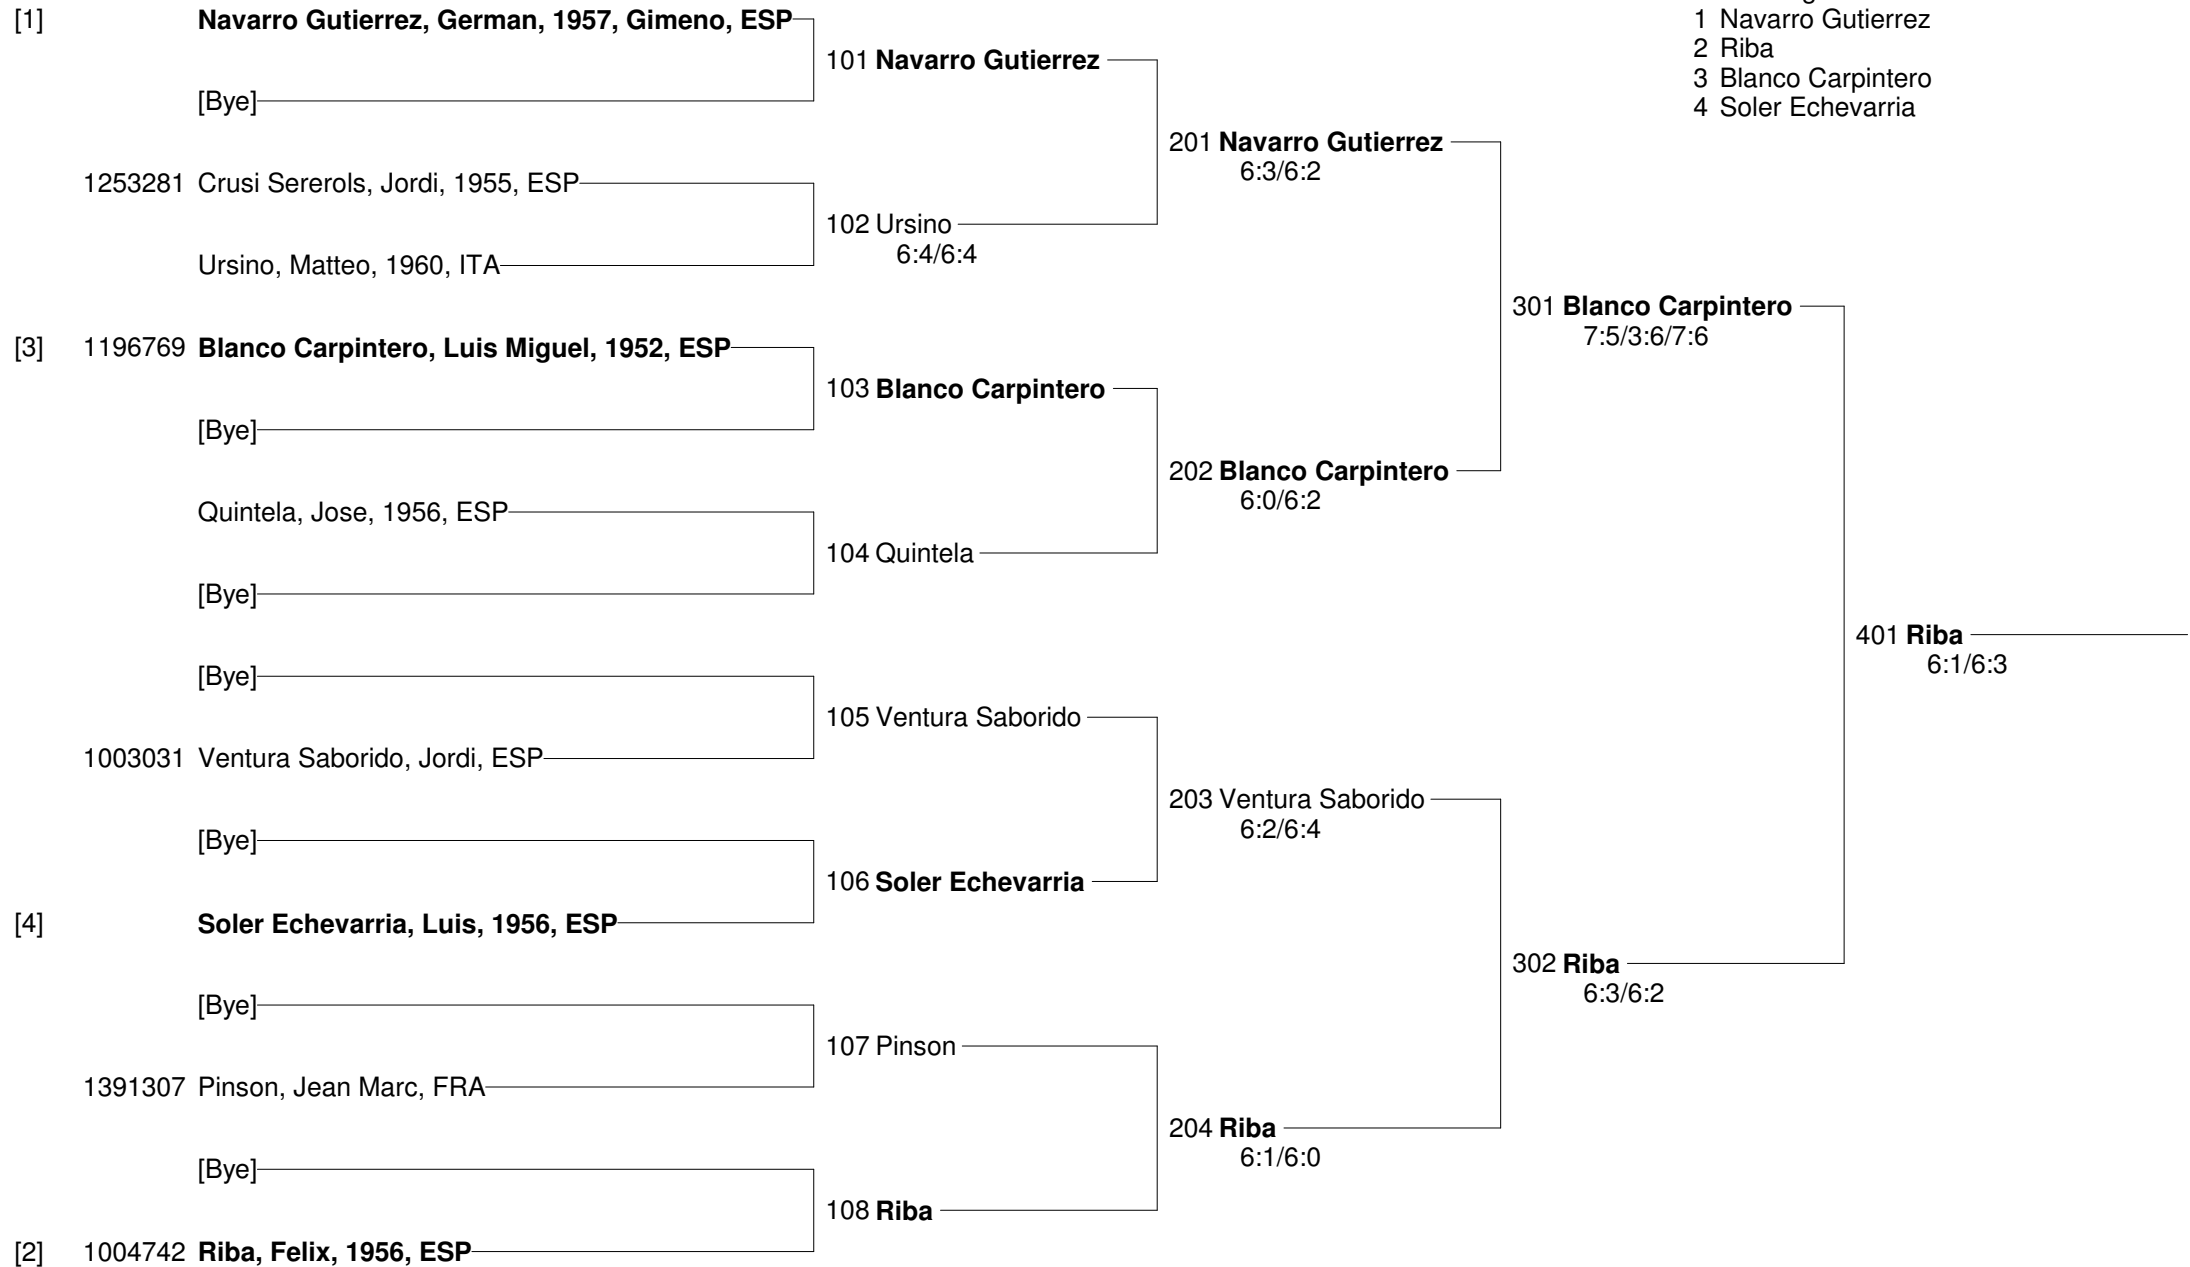 [1] Navarro Gutierrez, German, 1957, Gimeno, ESP
[Bye]
1253281 Crusi Sererols, Jordi, 1955, ESP
Ursino, Matteo, 1960, ITA
[3] 1196769 Blanco Carpintero, Luis Miguel, 1952, ESP
[Bye]
Quintela, Jose, 1956, ESP
[Bye]
[Bye]
1003031 Ventura Saborido, Jordi, ESP
[Bye]
[4] Soler Echevarria, Luis, 1956, ESP
[Bye]
1391307 Pinson, Jean Marc, FRA
[Bye]
[2] 1004742 Riba, Felix, 1956, ESP
101 Navarro Gutierrez
102 Ursino
6:4/6:4
103 Blanco Carpintero
104 Quintela
105 Ventura Saborido
106 Soler Echevarria
107 Pinson
108 Riba
201 Navarro Gutierrez
6:3/6:2
202 Blanco Carpintero
6:0/6:2
203 Ventura Saborido
6:2/6:4
204 Riba
6:1/6:0
301 Blanco Carpintero
7:5/3:6/7:6
302 Riba
6:3/6:2
401 Riba
6:1/6:3
1 Navarro Gutierrez
2 Riba
3 Blanco Carpintero
4 Soler Echevarria